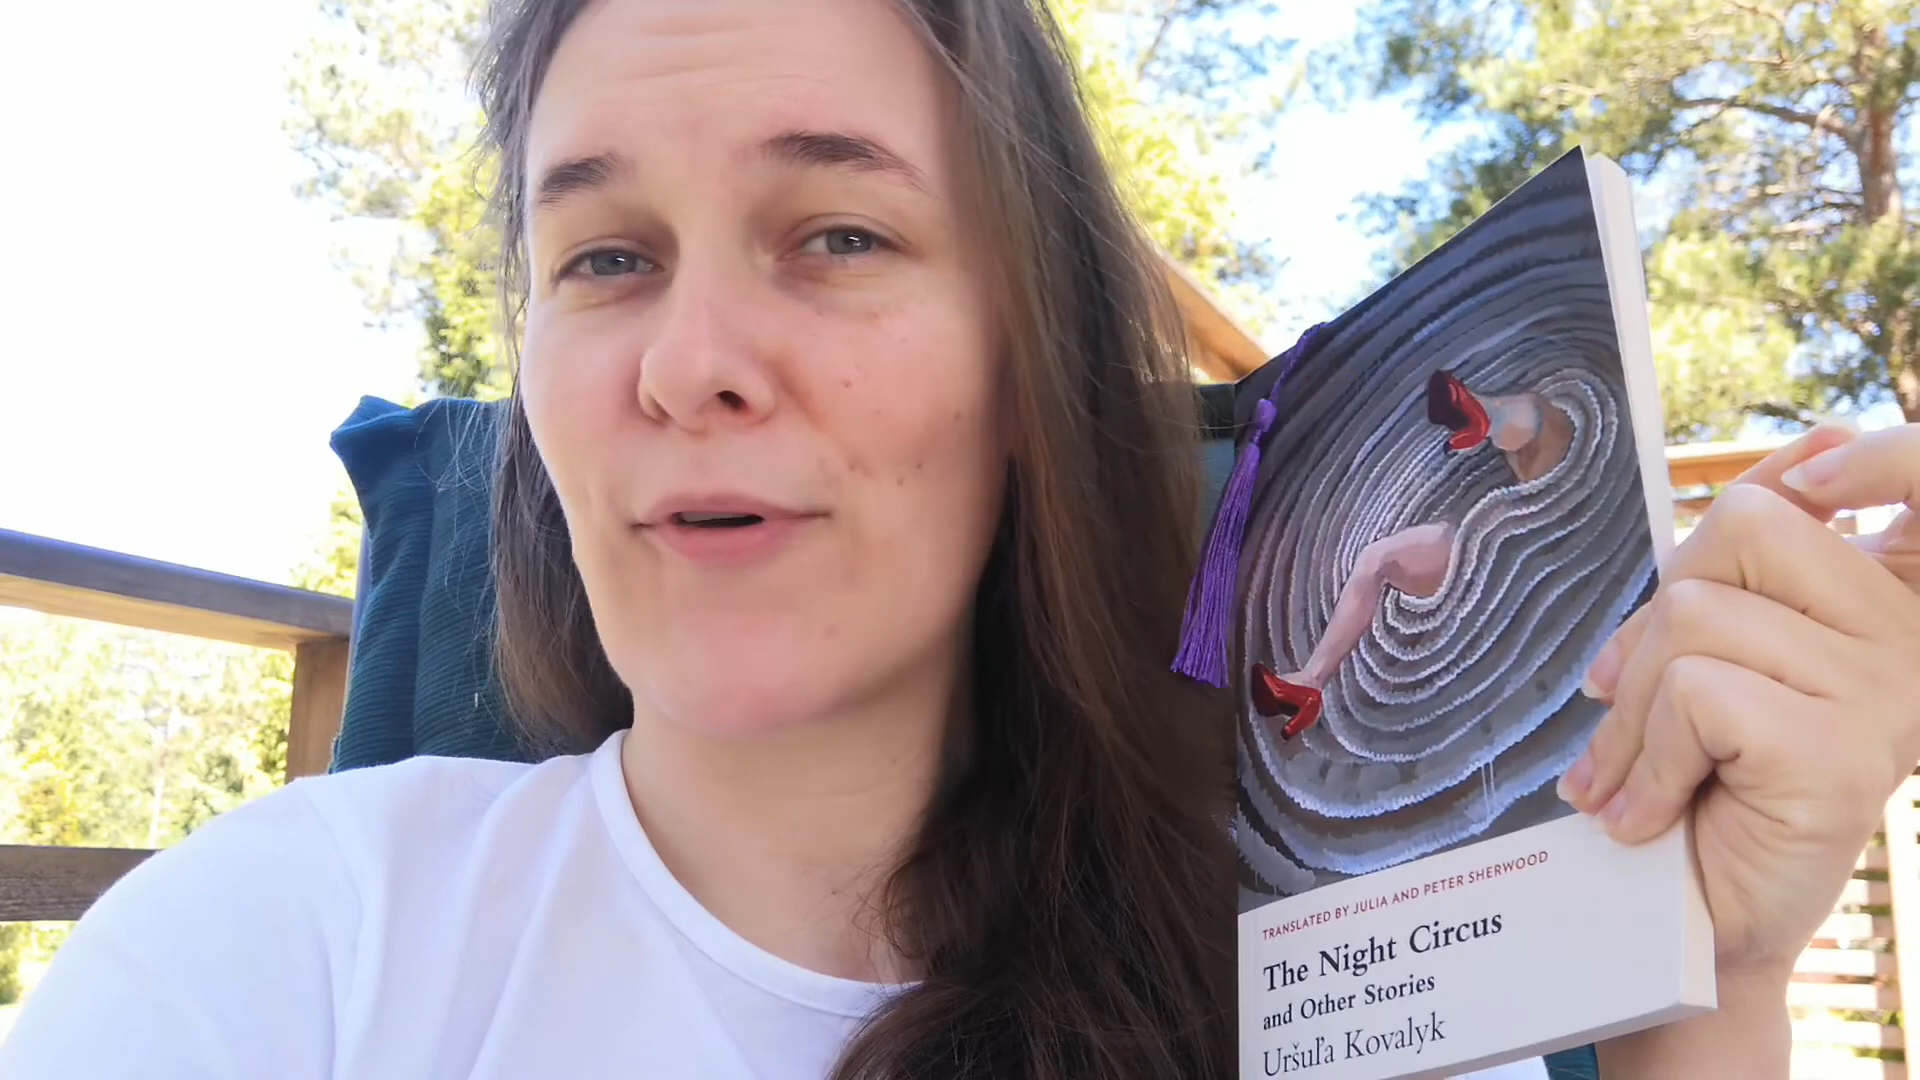 TRANSLATED BY JULIA AND PETER SHERWOOD
The Night Circus
and Other Stories
Uršuľa Kovalyk